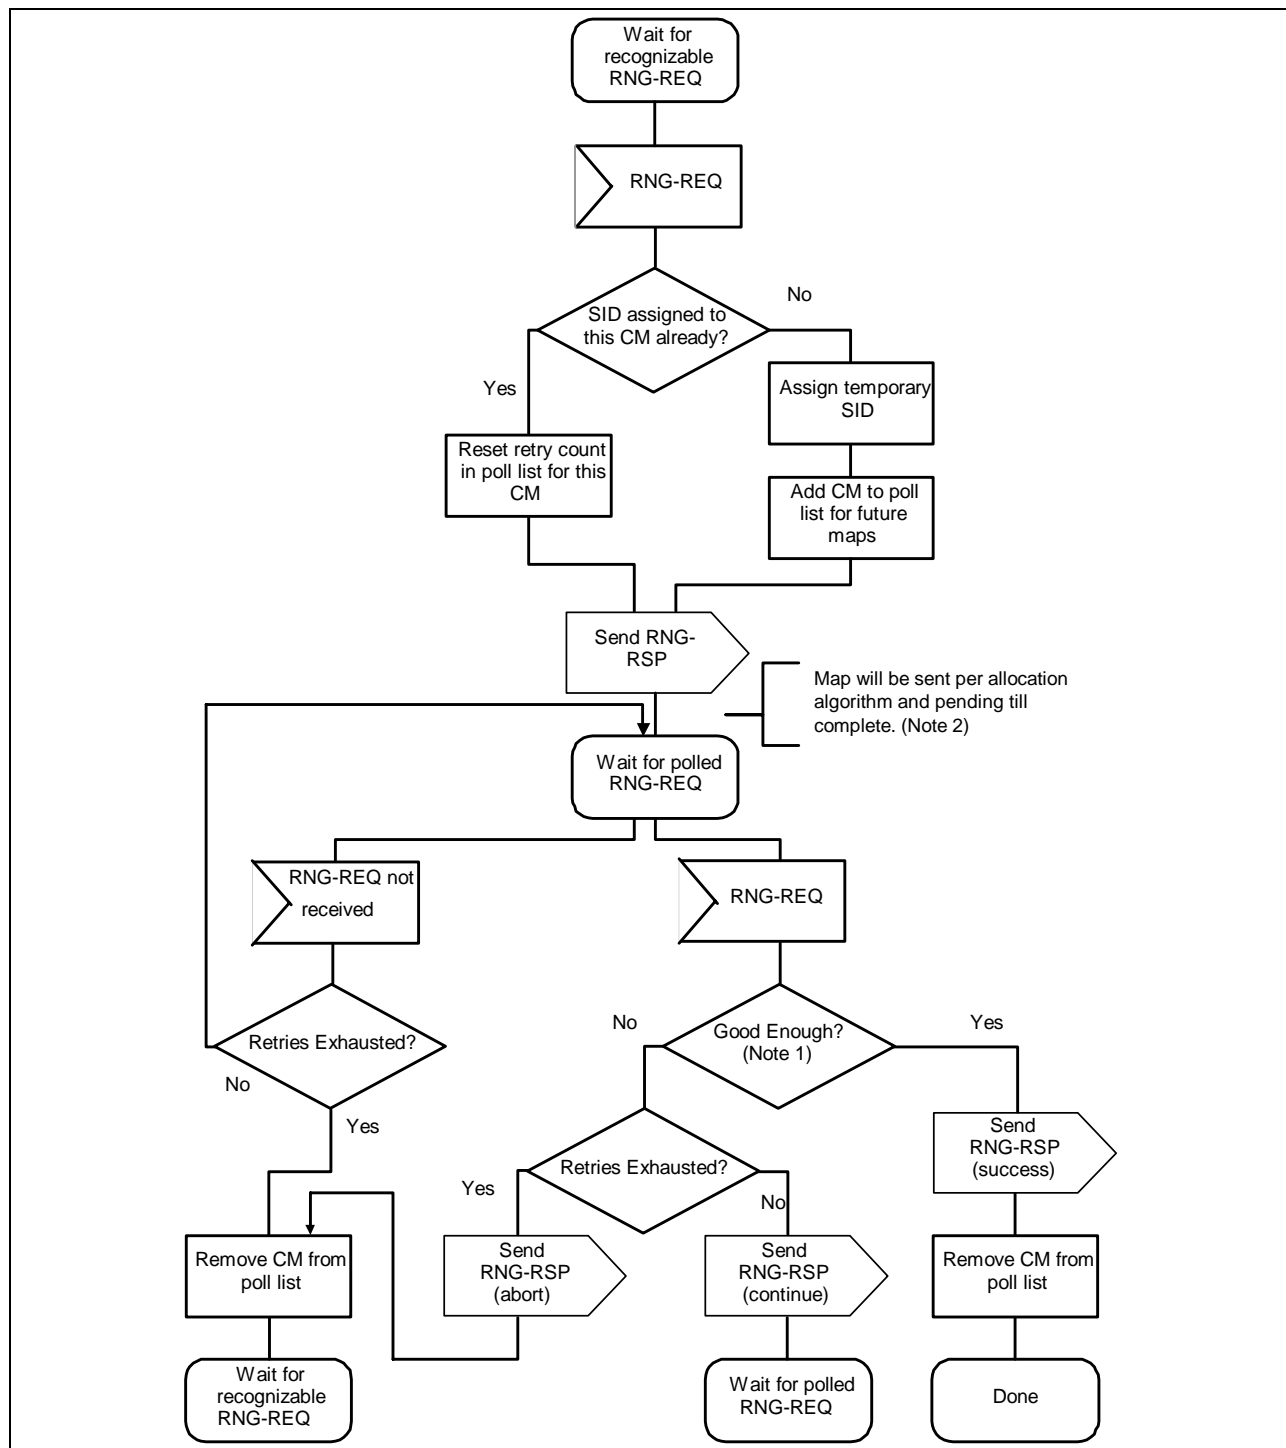 Wait for
recognizable
RNG-REQ
RNG-REQ
SID assigned to
this CM already?
No
Yes
Assign temporary
SID
Reset retry count
in poll list for this
CM
Add CM to poll
list for future
maps
Send RNG-
RSP
Map will be sent per allocation
algorithm and pending till
complete. (Note 2)
Wait for polled
RNG-REQ
RNG-REQ not
received
RNG-REQ
Retries Exhausted?
No
Yes
Good Enough?
(Note 1)
No
Yes
Retries Exhausted?
Yes
No
Send
RNG-RSP
(success)
Remove CM from
poll list
Send
RNG-RSP
(abort)
Send
RNG-RSP
(continue)
Remove CM from
poll list
Wait for
recognizable
RNG-REQ
Wait for polled
RNG-REQ
Done